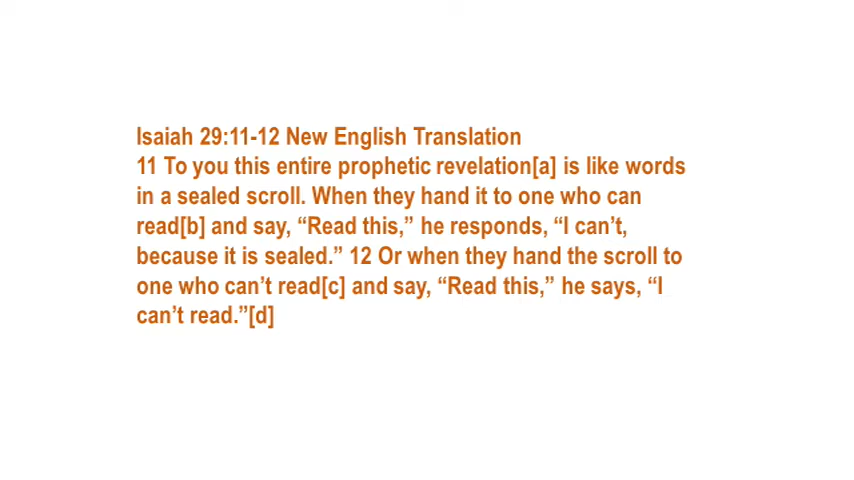 Isaiah 29:11-12 New English Translation
11 To you this entire prophetic revelation[a] is like words
in a sealed scroll. When they hand it to one who can
read[b] and say, “Read this,” he responds, “I can’t,
because it is sealed.” 12 Or when they hand the scroll to
one who can’t read[c] and say, “Read this,” he says, “I
can’t read.”[d]